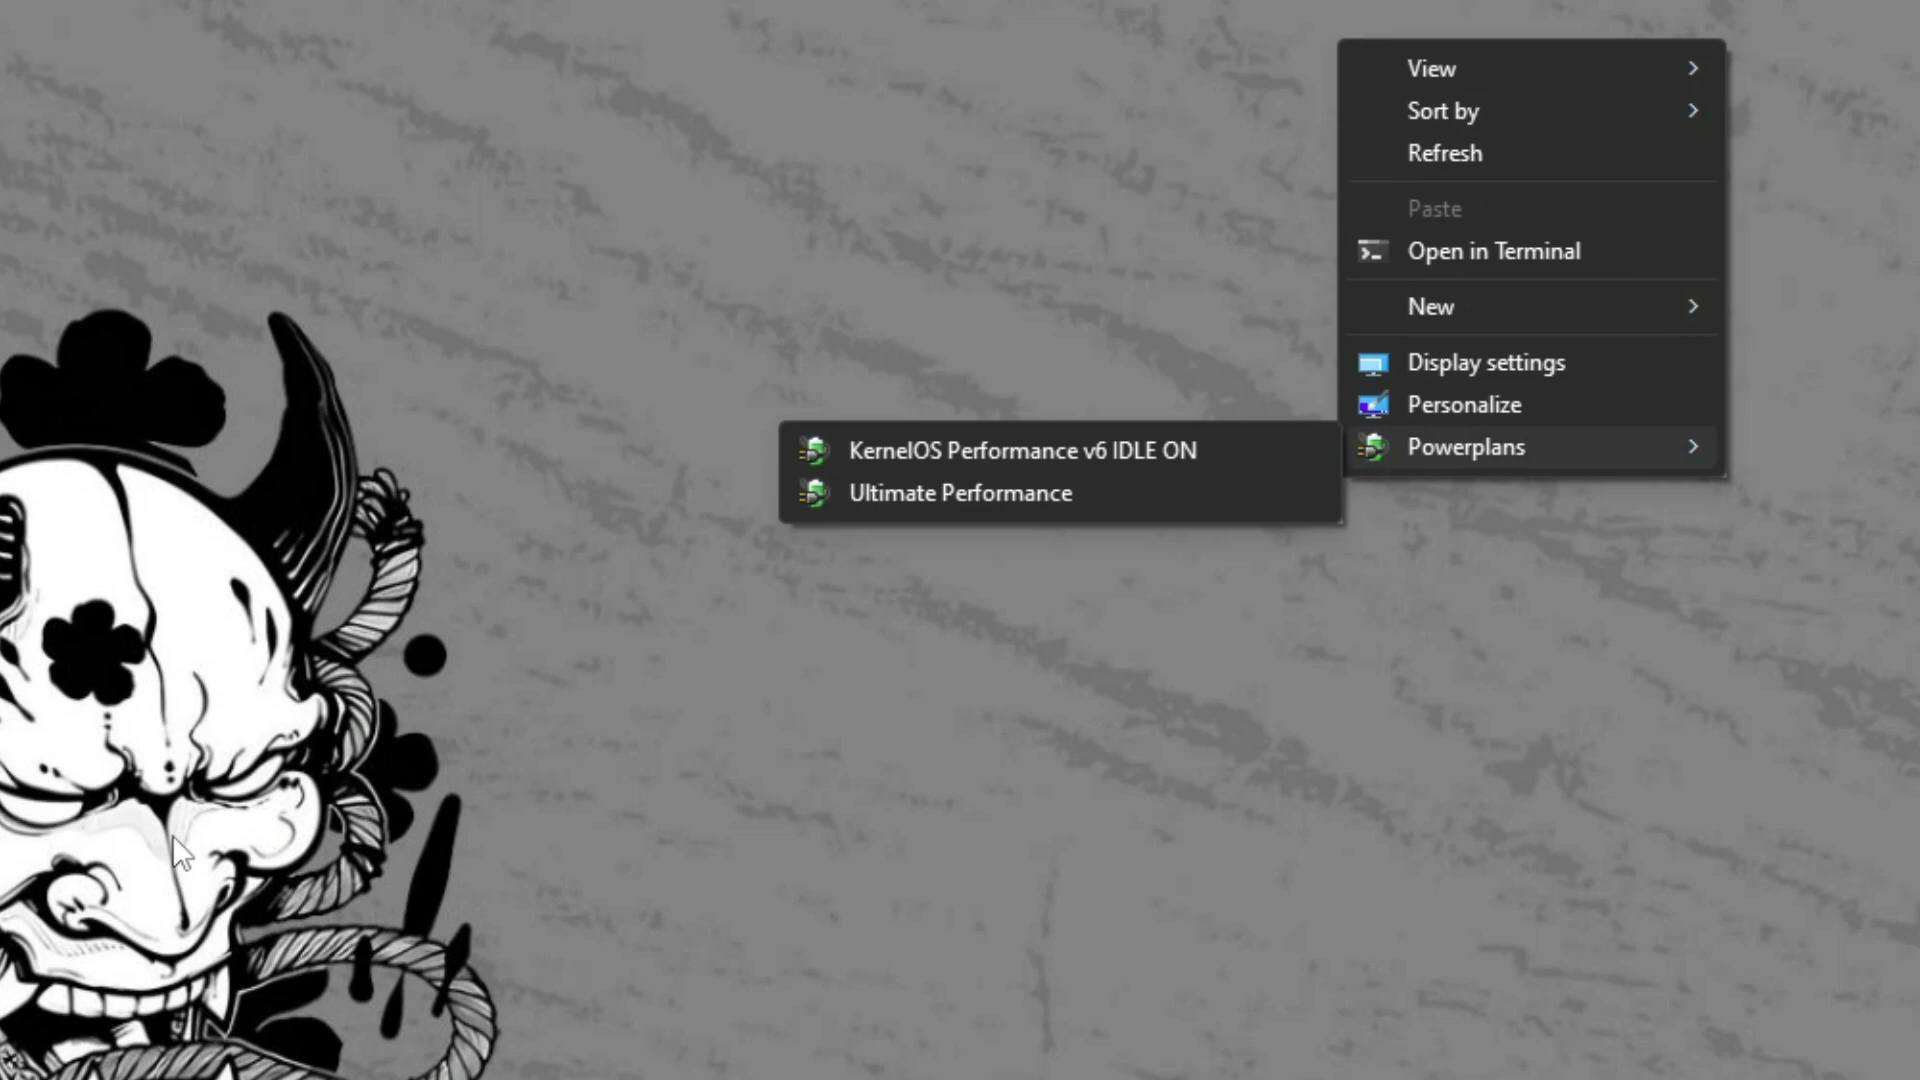 View
Sort by
Refresh
Paste
Open in Terminal
New
Display settings
Personalize
Powerplans
KernelOS Performance v6 IDLE ON
Ultimate Performance